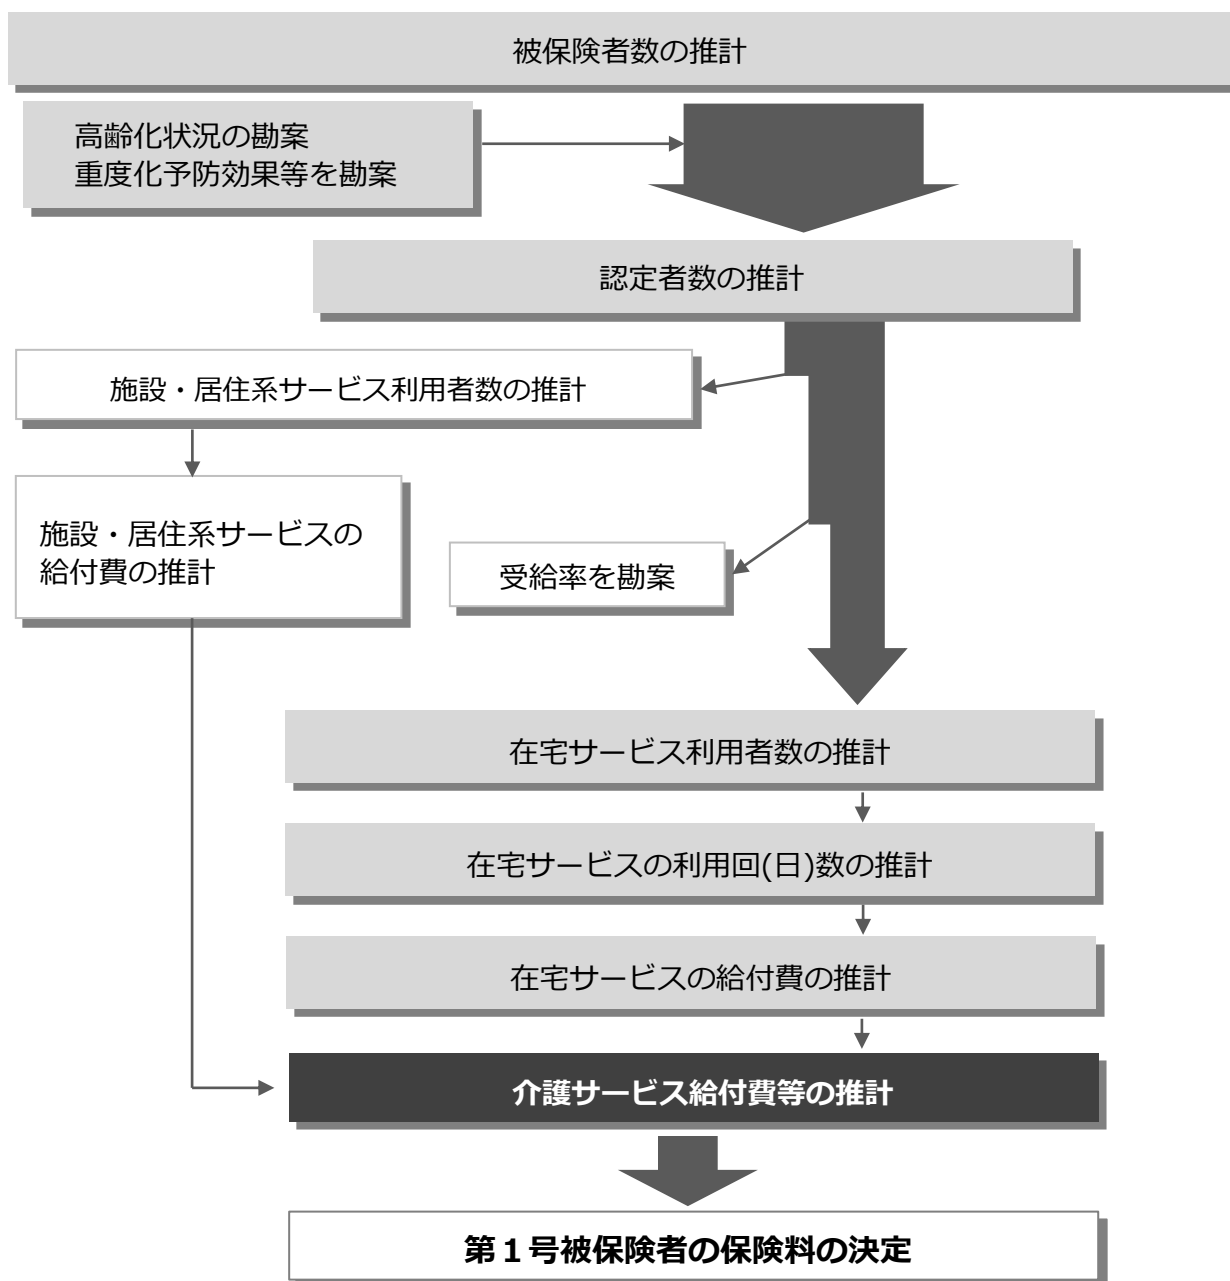 被保険者数の推計
高齢化状況の勘案
重度化予防効果等を勘案
認定者数の推計
施設・居住系サービス利用者数の推計
施設・居住系サービスの
給付費の推計
受給率を勘案
在宅サービス利用者数の推計
在宅サービスの利用回(日)数の推計
在宅サービスの給付費の推計
介護サービス給付費等の推計
第１号被保険者の保険料の決定